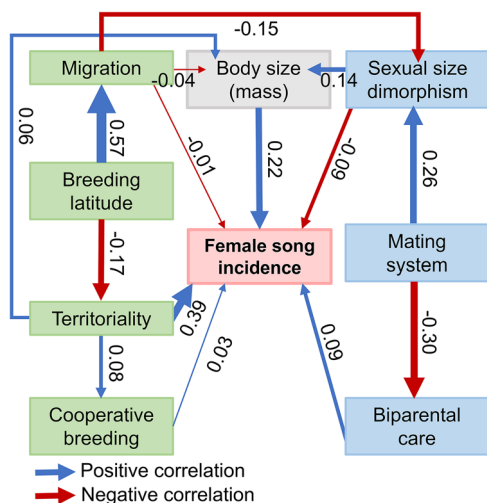 -0.15
Migration
-0.04
Body size
(mass)
0.14
Sexual size
dimorphism
0.06
0.57
-0.01
0.22
-0.09
0.26
Breeding
latitude
-0.17
Female song
incidence
Mating
system
Territoriality
0.39
-0.30
0.08
0.03
0.09
Cooperative
breeding
Biparental
care
Positive correlation
Negative correlation